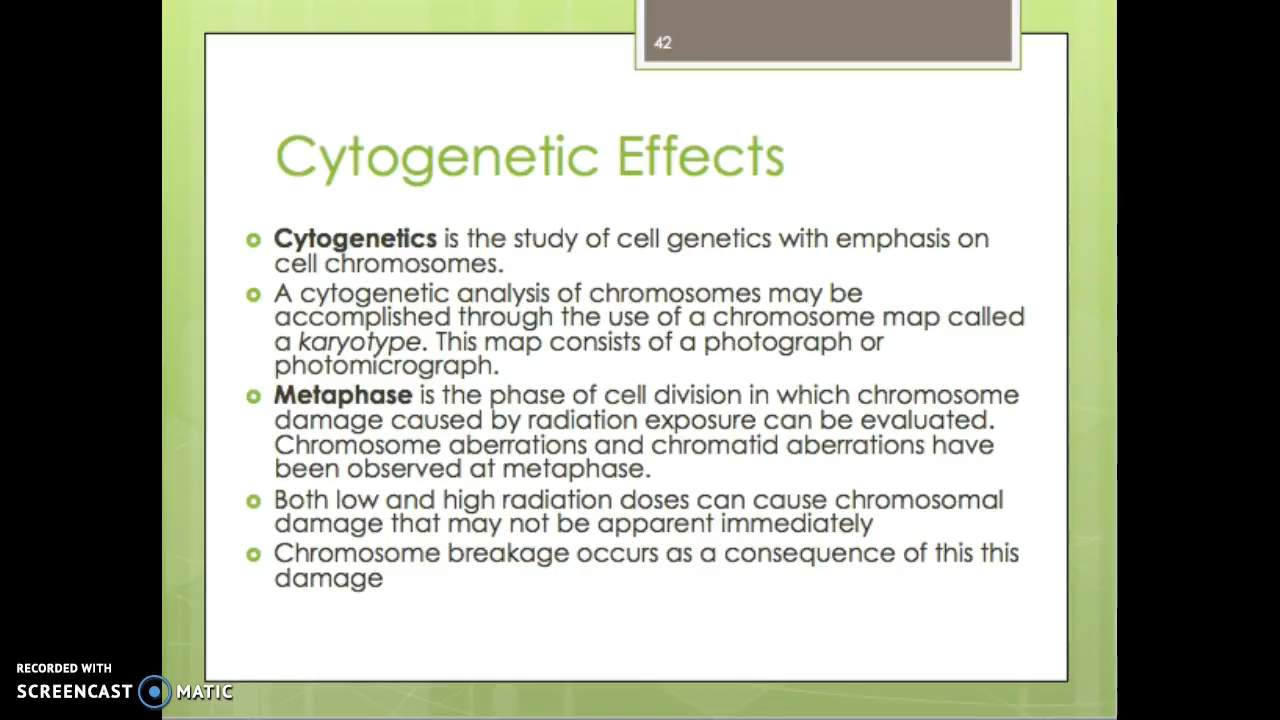 42
Cytogenetic Effects
Cytogenetics is the study of cell genetics with emphasis on
cell chromosomes.
A cytogenetic analysis of chromosomes may be
accomplished through the use of a chromosome map called
a karyotype. This map consists of a photograph or
photomicrograph.
Metaphase is the phase of cell division in which chromosome
damage caused by radiation exposure can be evaluated.
Chromosome aberrations and chromatid aberrations have
been observed at metaphase.
Both low and high radiation doses can cause chromosomal
damage that may not be apparent immediately
Chromosome breakage occurs as a consequence of this this
damage
RECORDED WITH
SCREENCAST MATIC